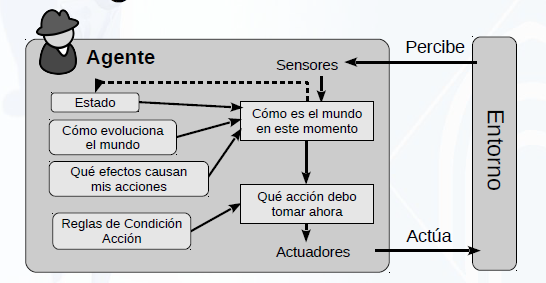 Agente
Percibe
Sensores
Estado
Cómo es el mundo
en este momento
Cómo evoluciona
el mundo
Qué efectos causan
mis acciones
Qué acción debo
tomar ahora
Reglas de Condición
Acción
Actuadores
Actúa
Entorno